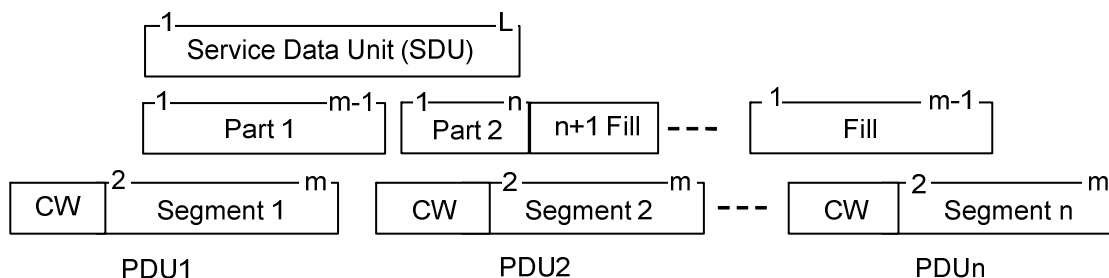 1 L
Service Data Unit (SDU)
1 m-1 1 n 1 m-1
Part 1 Part 2 n+1 Fill Fill
2 m 2 m 2 m
CW Segment 1 CW Segment 2 CW Segment n
PDU1 PDU2 PDUn